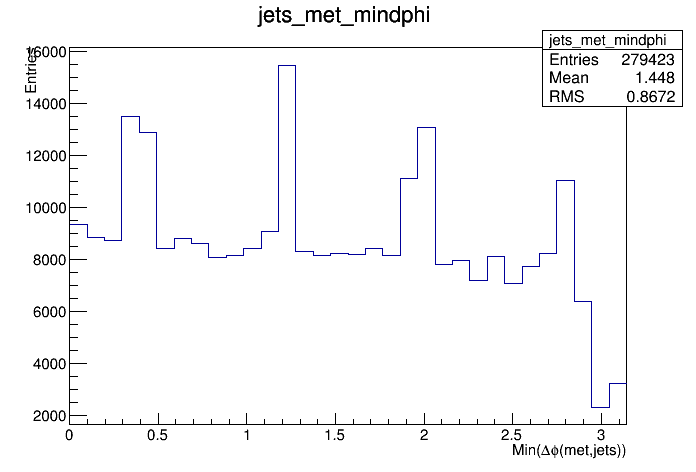 jets_met_mindphi
jets_met_mindphi
Entries 279423
Mean 1.448
RMS 0.8672
Entries
16000
14000
12000
10000
8000
6000
4000
2000
0 0.5 1 1.5 2 2.5 3
Min(Δϕ(met,jets))